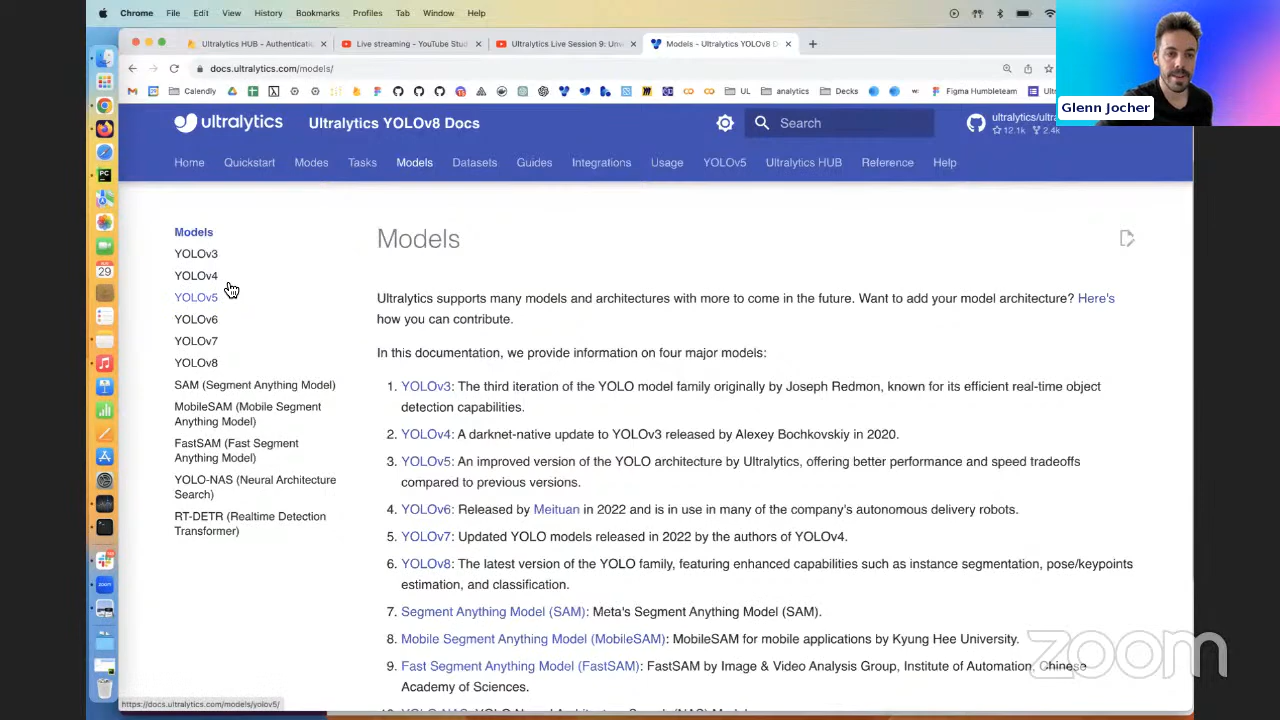 Chrome File Edit View History Bookmarks Profiles Tab Window Help
Ultralytics HUB - Authenticati Live streaming - YouTube Stud Ultralytics Live Session 9: Unv Models - Ultralytics YOLOv8 D
docs.ultralytics.com/models/
Calendly UL analytics Decks Figma Humbleteam
Glenn Jocher
ultralytics Ultralytics YOLOv8 Docs Search ultralytics/ultra
12.1k 2.4k
Home Quickstart Modes Tasks Models Datasets Guides Integrations Usage YOLOv5 Ultralytics HUB Reference Help
Models
YOLOv3
YOLOv4
YOLOv5
YOLOv6
YOLOv7
YOLOv8
SAM (Segment Anything Model)
MobileSAM (Mobile Segment
Anything Model)
FastSAM (Fast Segment
Anything Model)
YOLO-NAS (Neural Architecture
Search)
RT-DETR (Realtime Detection
Transformer)
Models
Ultralytics supports many models and architectures with more to come in the future. Want to add your model architecture? Here's
how you can contribute.
In this documentation, we provide information on four major models:
1. YOLOv3: The third iteration of the YOLO model family originally by Joseph Redmon, known for its efficient real-time object
detection capabilities.
2. YOLOv4: A darknet-native update to YOLOv3 released by Alexey Bochkovskiy in 2020.
3. YOLOv5: An improved version of the YOLO architecture by Ultralytics, offering better performance and speed tradeoffs
compared to previous versions.
4. YOLOv6: Released by Meituan in 2022 and is in use in many of the company's autonomous delivery robots.
5. YOLOv7: Updated YOLO models released in 2022 by the authors of YOLOv4.
6. YOLOv8: The latest version of the YOLO family, featuring enhanced capabilities such as instance segmentation, pose/keypoints
estimation, and classification.
7. Segment Anything Model (SAM): Meta's Segment Anything Model (SAM).
8. Mobile Segment Anything Model (MobileSAM): MobileSAM for mobile applications by Kyung Hee University.
9. Fast Segment Anything Model (FastSAM): FastSAM by Image & Video Analysis Group, Institute of Automation, Chinese
Academy of Sciences.
https://docs.ultralytics.com/models/yolov5/
29
PC
zoom
zoom